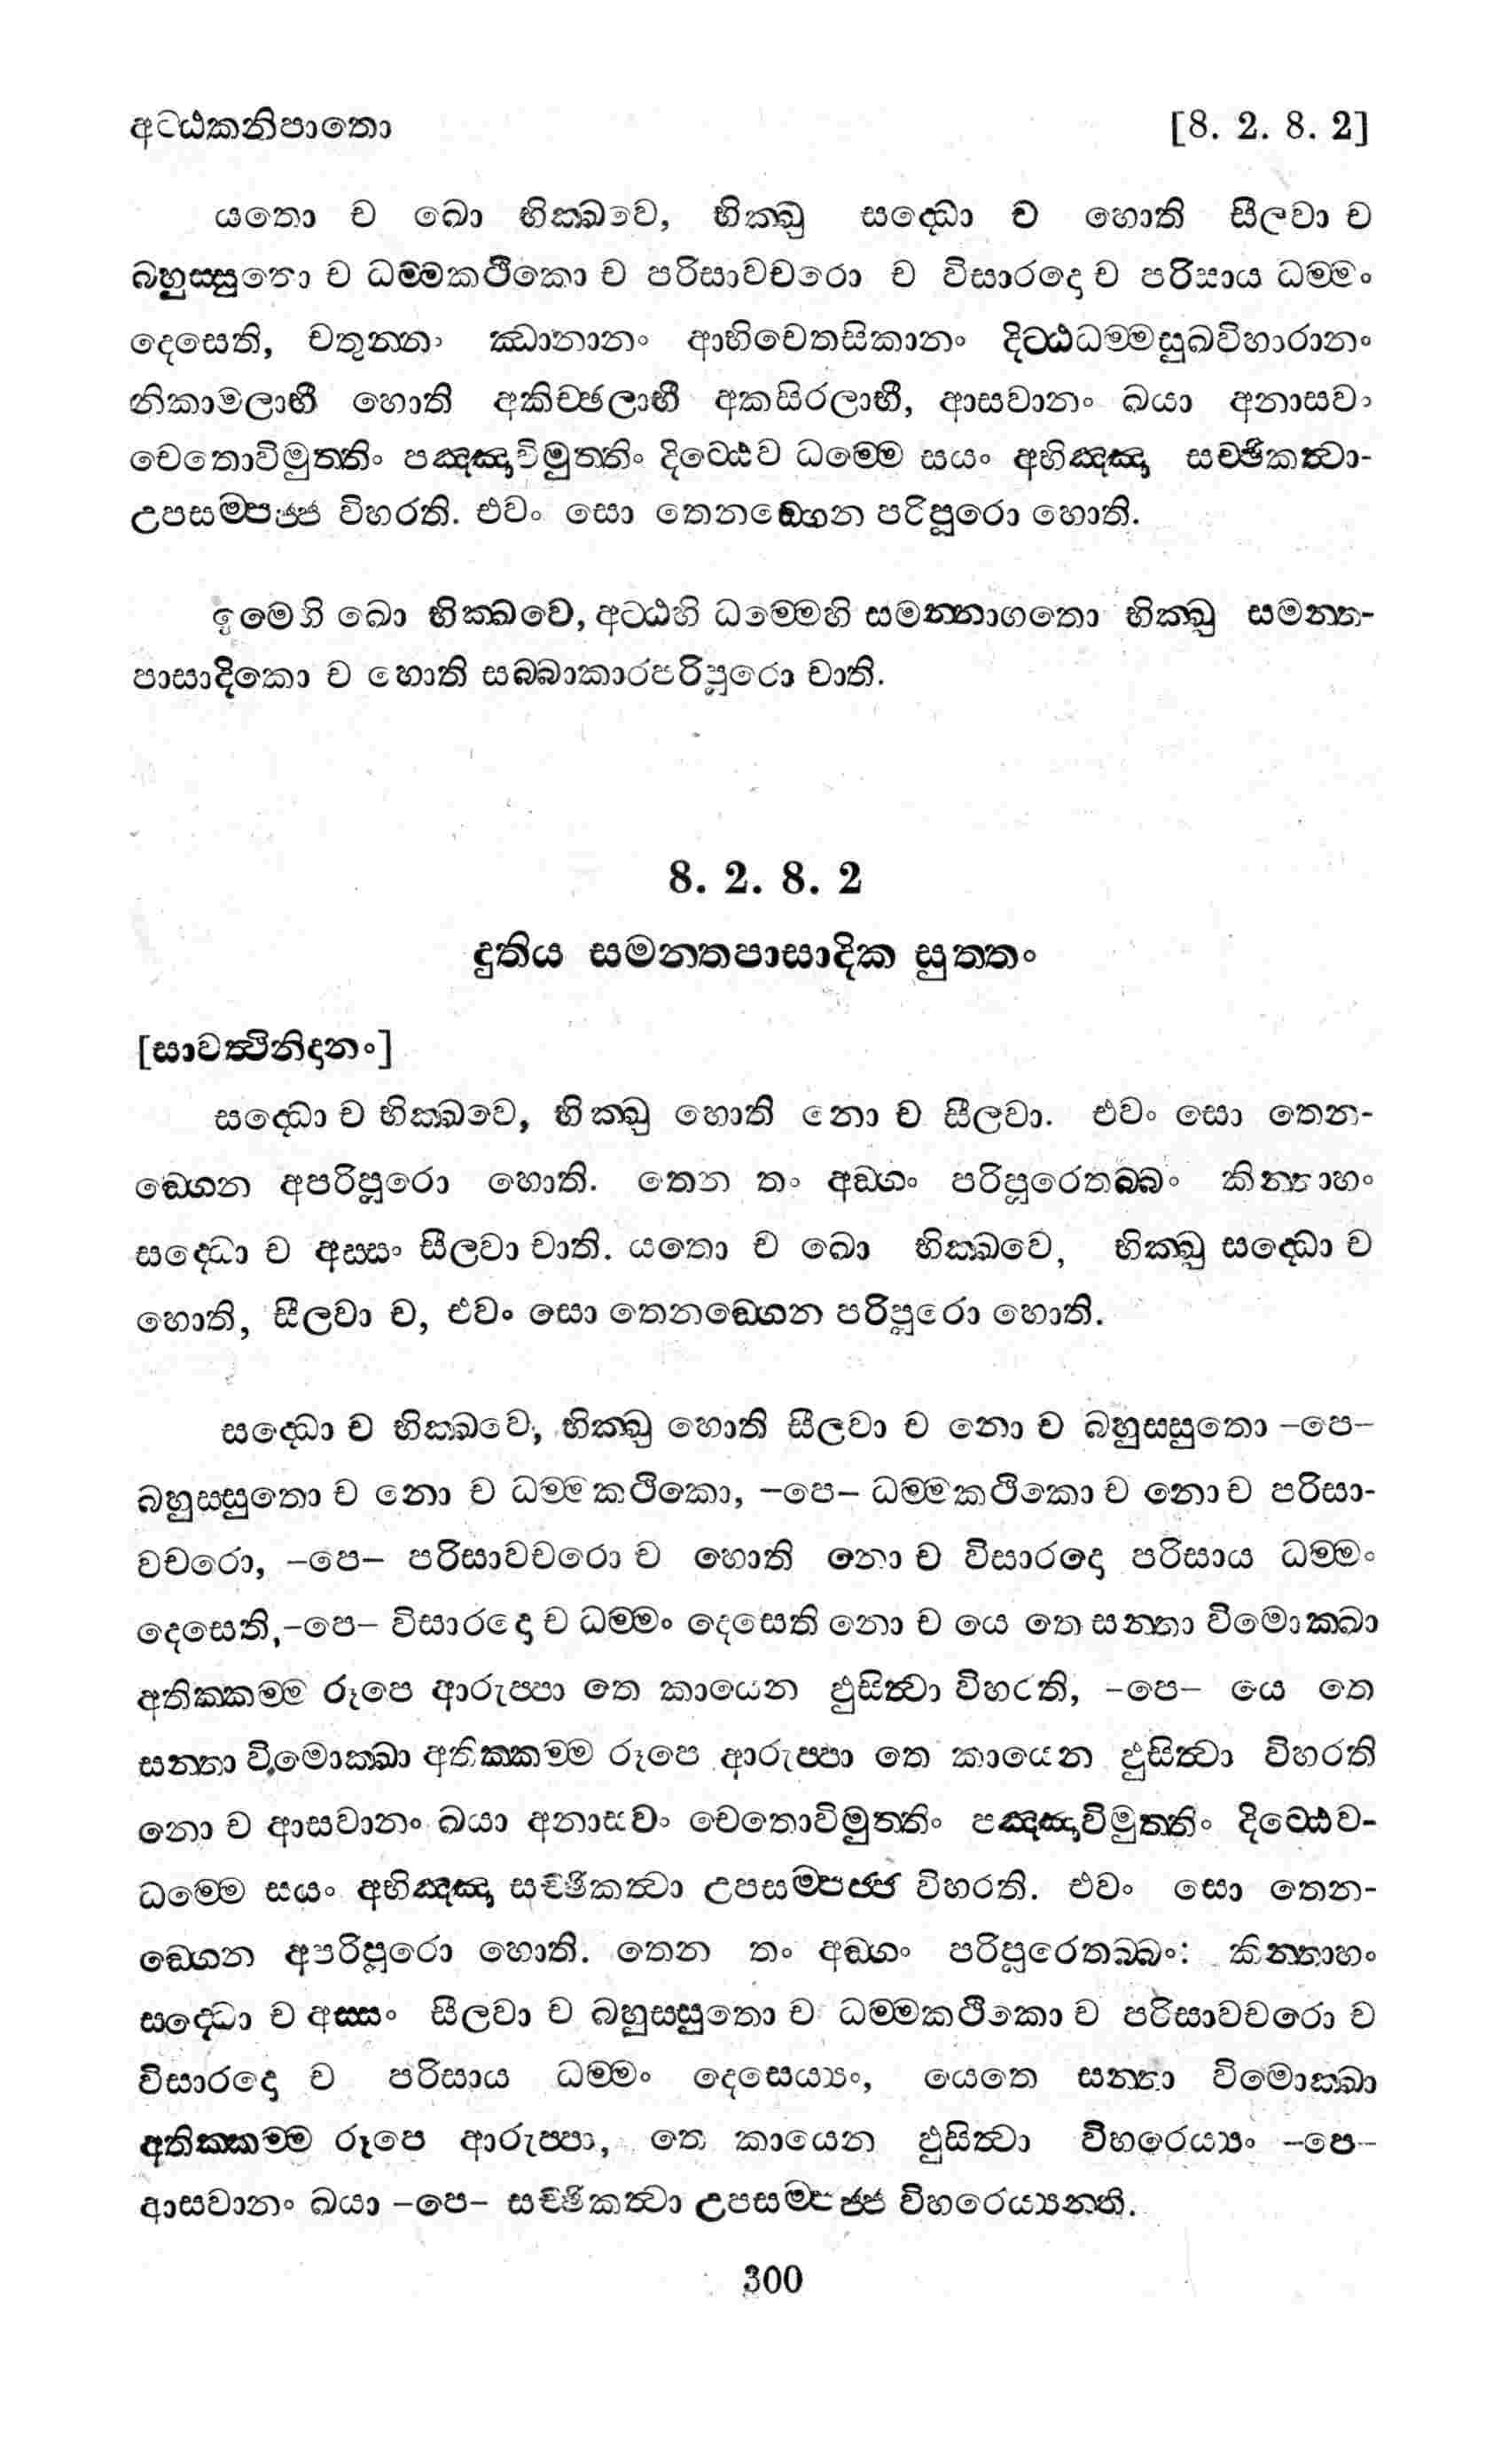 අට්ඨකනිපාතො [8. 2. 8. 2]
යතො ච ඛො භික්ඛවෙ, භික්ඛු සද්ධො ච හොති සීලවා ච
බහුස්සුතො ච ධම්මකථිකො ච පරිසාවචරො ච විසාරදො ච පරිසාය ධම්මං
දෙසෙති, චතුන්නං ඣානානං ආභිචෙතසිකානං දිට්ඨධම්මසුඛවිහාරානං
නිකාමලාභී හොති අකිච්ඡලාභී අකසිරලාභී, ආසවානං ඛයා අනාසවං
චෙතොවිමුත්තිං පඤ්ඤාවිමුත්තිං දිට්ඨෙව ධම්මෙ සයං අභිඤ්ඤා සච්ඡිකත්වා-
උපසම්පජ්ජ විහරති. එවං සො තෙනඞ්ගෙන පරිපූරො හොති.
ඉමෙහි ඛො භික්ඛවෙ, අට්ඨහි ධම්මෙහි සමන්නාගතො භික්ඛු සමන්ත-
පාසාදිකො ච හොති සබ්බාකාරපරිපූරො චාති.
8. 2. 8. 2
දුතිය සමන්තපාසාදික සුත්තං
[සාවත්ථිනිදානං]
සද්ධො ච භික්ඛවෙ, භික්ඛු හොති නො ච සීලවා. එවං සො තෙන-
ඞ්ගෙන අපරිපූරො හොති. තෙන තං අඞ්ගං පරිපූරෙතබ්බං කින්තාහං
සද්ධො ච අස්සං සීලවා චාති. යතො ච ඛො භික්ඛවෙ, භික්ඛු සද්ධො ච
හොති, සීලවා ච, එවං සො තෙනඞ්ගෙන පරිපූරො හොති.
සද්ධො ච භික්ඛවෙ, භික්ඛු හොති සීලවා ච නො ච බහුස්සුතො –පෙ–
බහුස්සුතො ච නො ච ධම්මකථිකො, –පෙ– ධම්මකථිකො ච නො ච පරිසා-
වචරො, –පෙ– පරිසාවචරො ච හොති නො ච විසාරදො පරිසාය ධම්මං
දෙසෙති,–පෙ– විසාරදො ච ධම්මං දෙසෙති නො ච යෙ තෙ සන්තා විමොක්ඛා
අතික්කම්ම රූපෙ ආරුප්පා තෙ කායෙන ඵුසිත්වා විහරති, –පෙ– යෙ තෙ
සන්තා විමොක්ඛා අතික්කම්ම රූපෙ ආරුප්පා තෙ කායෙන ඵුසිත්වා විහරති
නො ච ආසවානං ඛයා අනාසවං චෙතොවිමුත්තිං පඤ්ඤාවිමුත්තිං දිට්ඨෙව-
ධම්මෙ සයං අභිඤ්ඤා සච්ඡිකත්වා උපසම්පජ්ජ විහරති. එවං සො තෙන-
ඞ්ගෙන අපරිපූරො හොති. තෙන තං අඞ්ගං පරිපූරෙතබ්බං: කින්තාහං
සද්ධො ච අස්සං සීලවා ච බහුස්සුතො ච ධම්මකථිකො ච පරිසාවචරො ච
විසාරදො ච පරිසාය ධම්මං දෙසෙය්‍යං, යෙතෙ සන්තා විමොක්ඛා
අතික්කම්ම රූපෙ ආරුප්පා, තෙ කායෙන ඵුසිත්වා විහරෙය්‍යං –පෙ–
ආසවානං ඛයා –පෙ– සච්ඡිකත්වා උපසම්පජ්ජ විහරෙය්‍යන්ති.
300